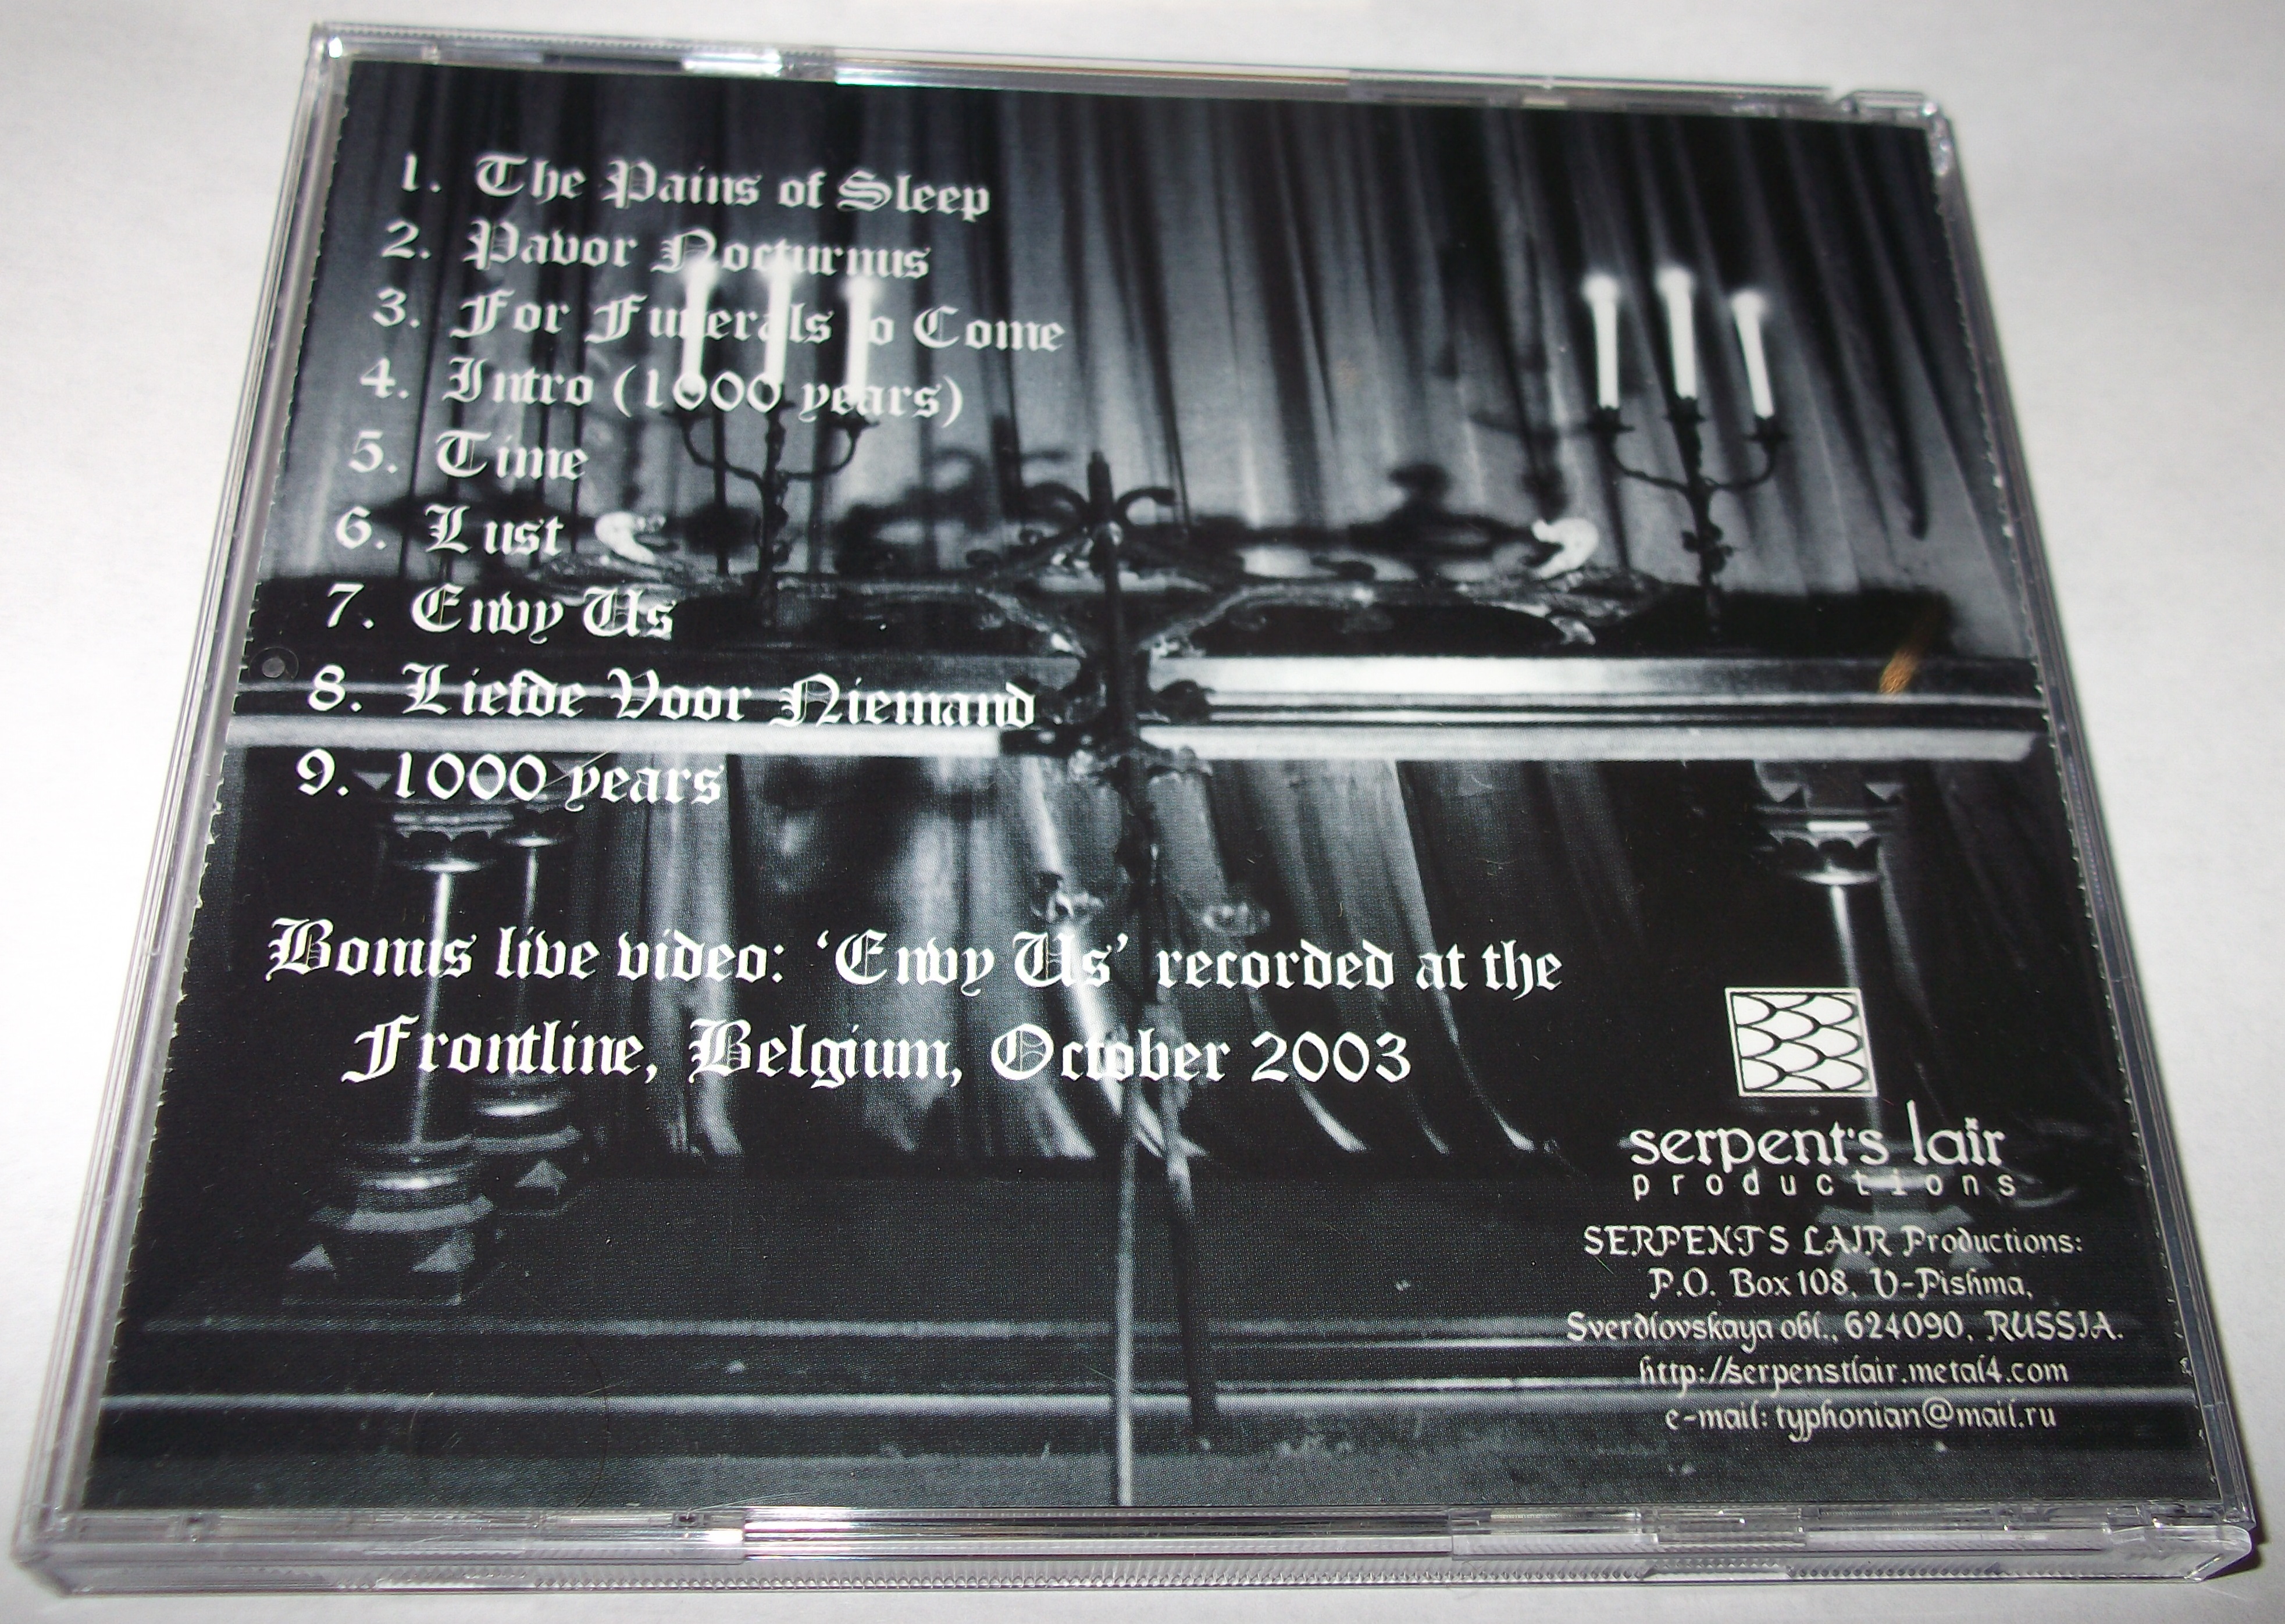 1. The Pains of Sleep
2. Pavor Nocturnus
3. For Funerals to Come
4. Intro (1000 years)
5. Time
6. Lust
7. Envy Us
8. Liefde Voor Niemand
9. 1000 years
Bonus live video: ‘Envy Us’ recorded at the
Frontline, Belgium, October 2003
serpent's lair
productions
SERPENT'S LAIR Productions:
P.O. Box 108, V-Pishma,
Sverdlovskaya obl., 624090, RUSSIA.
http://serpenstlair.metal4.com
e-mail: typhonian@mail.ru